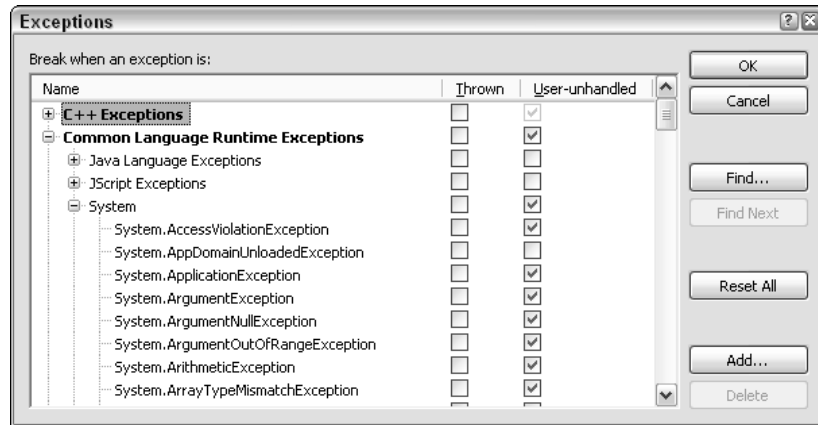 Exceptions
Break when an exception is:
Name Thrown User-unhandled
C++ Exceptions
Common Language Runtime Exceptions
Java Language Exceptions
JScript Exceptions
System
System.AccessViolationException
System.AppDomainUnloadedException
System.ApplicationException
System.ArgumentException
System.ArgumentNullException
System.ArgumentOutOfRangeException
System.ArithmeticException
System.ArrayTypeMismatchException
OK
Cancel
Find...
Find Next
Reset All
Add...
Delete